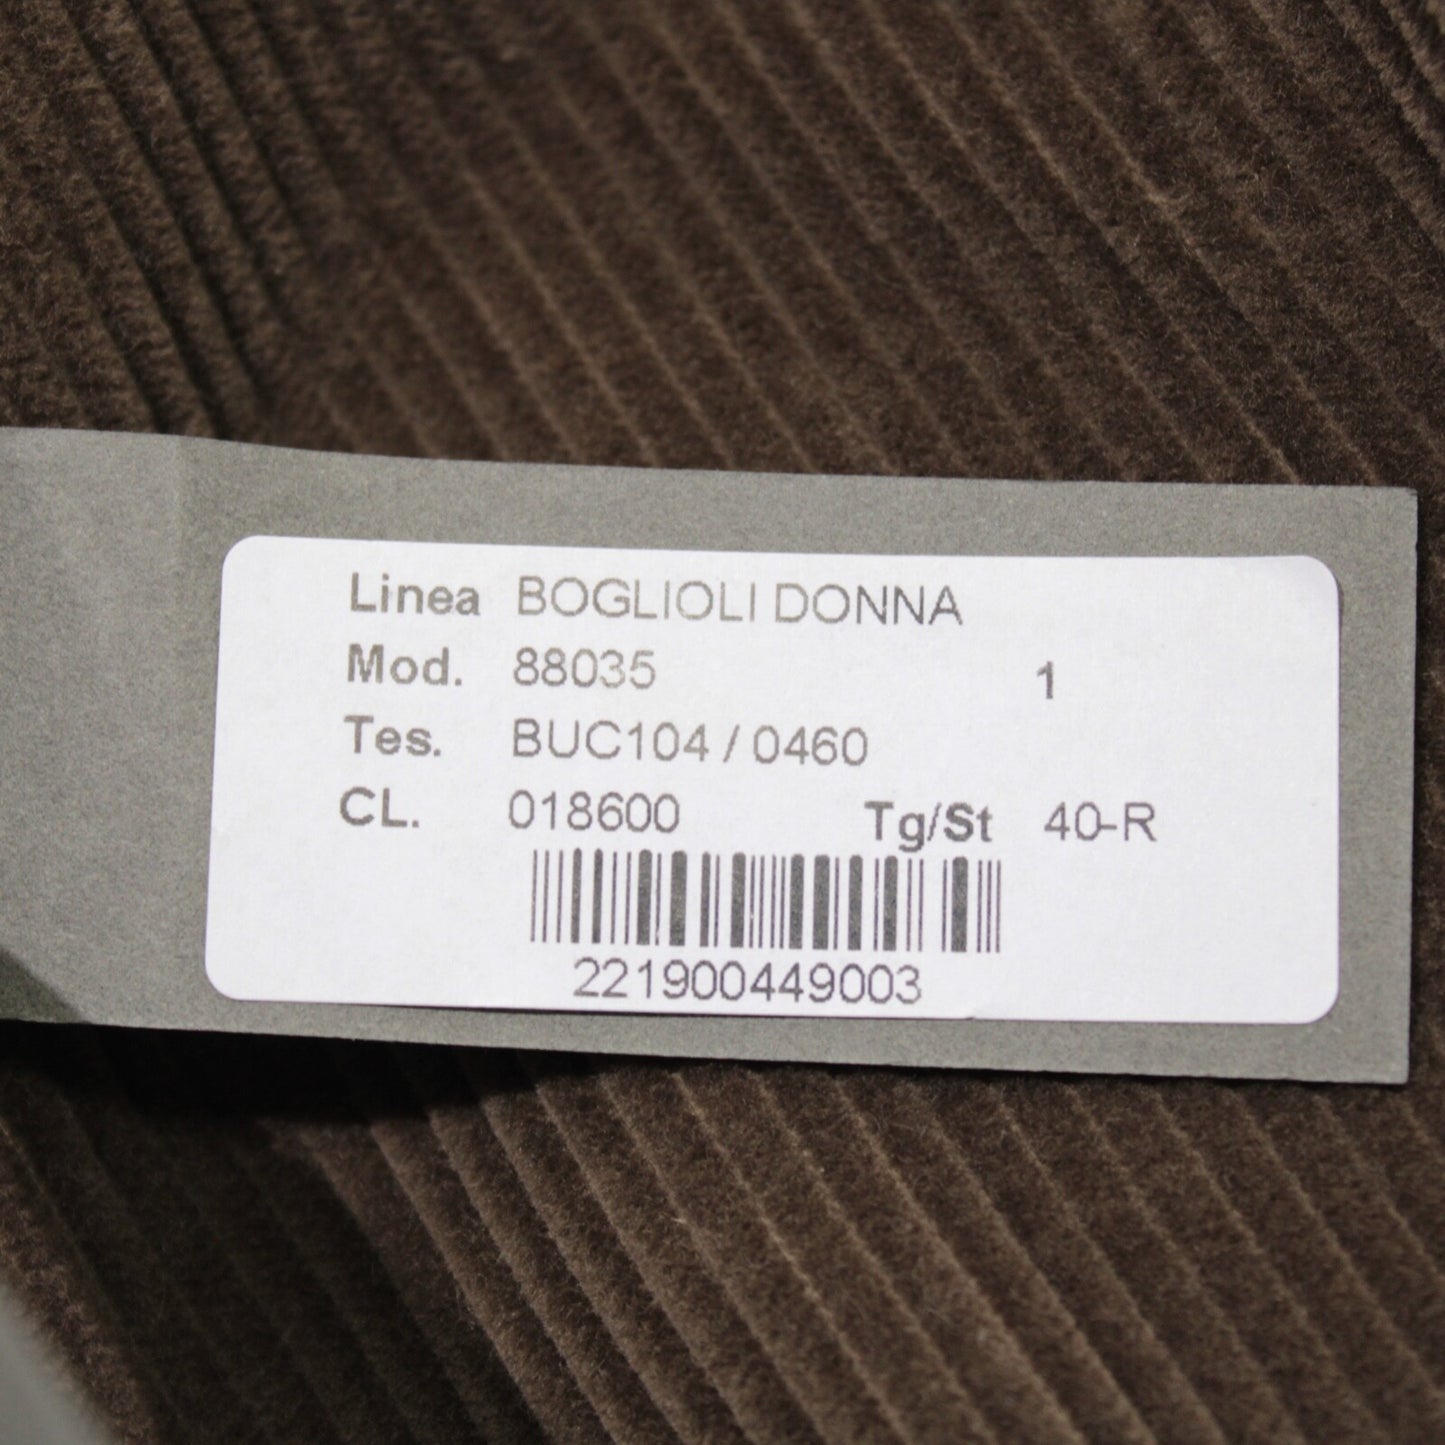 Linea BOGLIOLI DONNA
Mod. 88035 1
Tes. BUC104 / 0460
CL. 018600 Tg/St 40-R
221900449003